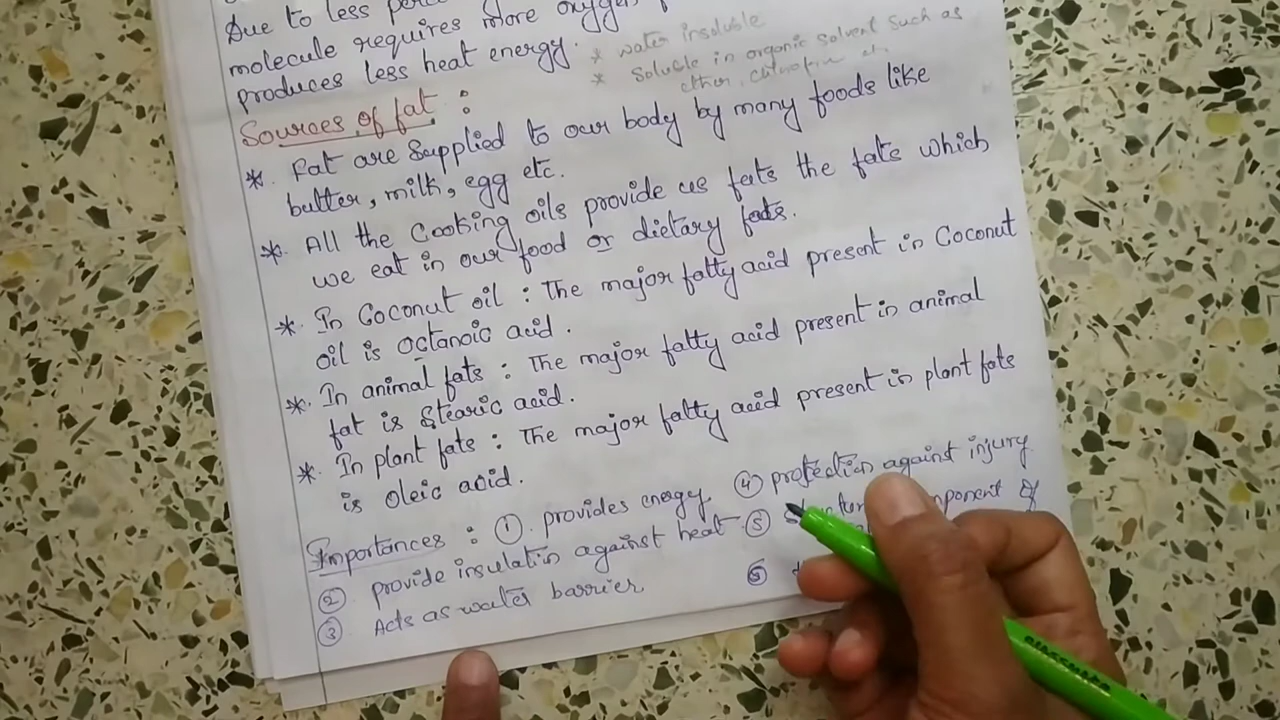 Due to less
molecule requires more oxygen
produces less heat energy.
* water insoluble
* Soluble in organic solvent such as
Sources of fat :
*. Fat are supplied to our body by many foods like
butter, milk, egg etc.
*. All the Cooking oils provide us fats the fats which
we eat in our food or dietary fats.
*. In Coconut oil : The major fatty acid present in Coconut
oil is octanoic acid.
*. In animal fats : The major fatty acid present in animal
fat is Stearic acid.
* In plant fats : The major fatty acid present in plant fats
is oleic acid.
Importances : ① provides energy
② provide insulation against heat
③ Acts as water barrier
④ protection against injury
⑤ of
⑥